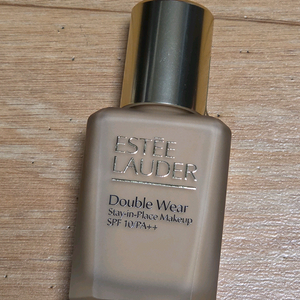 ESTĒE
LAUDER
Double Wear
Stay-in-Place Makeup
SPF 10/PA++